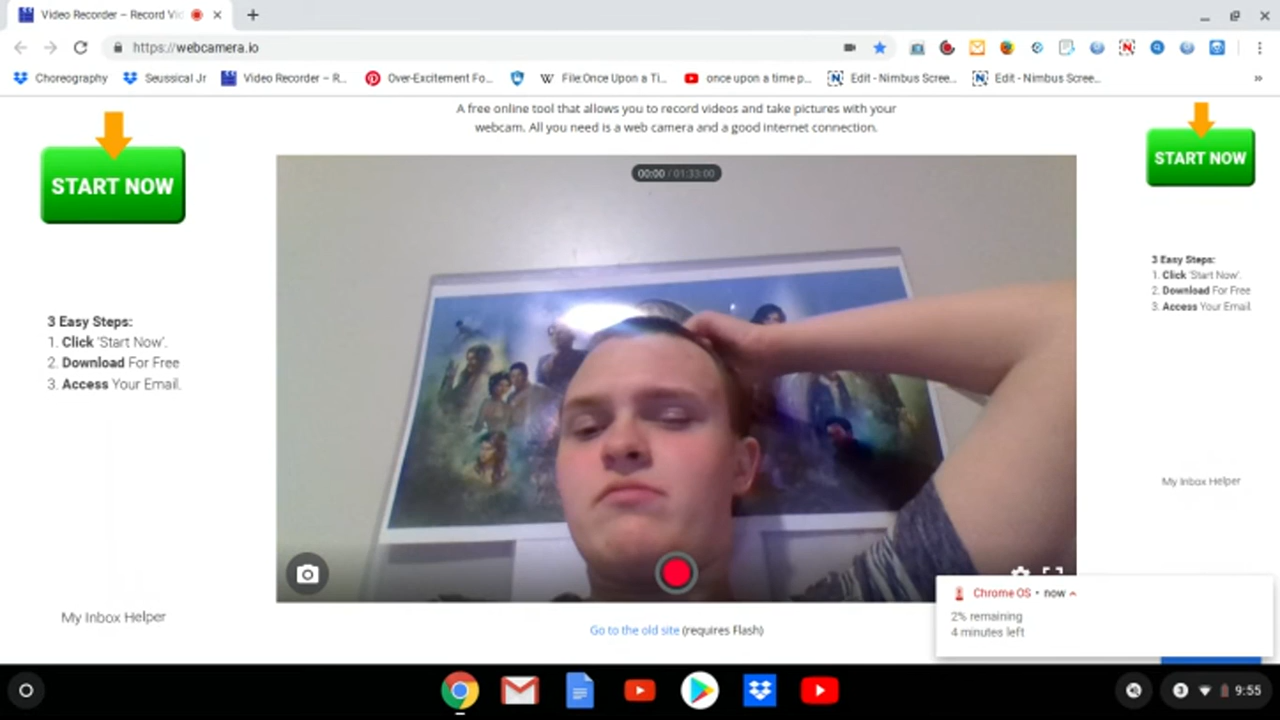 Video Recorder – Record Vi
https://webcamera.io
Choreography
Seussical Jr
Video Recorder – R...
Over-Excitement Fo...
File:Once Upon a Ti...
once upon a time p...
Edit - Nimbus Scree...
Edit - Nimbus Scree...
»
A free online tool that allows you to record videos and take pictures with your
webcam. All you need is a web camera and a good internet connection.
00:00 / 01:33:00
START NOW
3 Easy Steps:
1. Click 'Start Now'.
2. Download For Free
3. Access Your Email.
My Inbox Helper
START NOW
3 Easy Steps:
1. Click 'Start Now'.
2. Download For Free
3. Access Your Email
My Inbox Helper
Go to the old site (requires Flash)
Chrome OS • now
2% remaining
4 minutes left
3
9:55